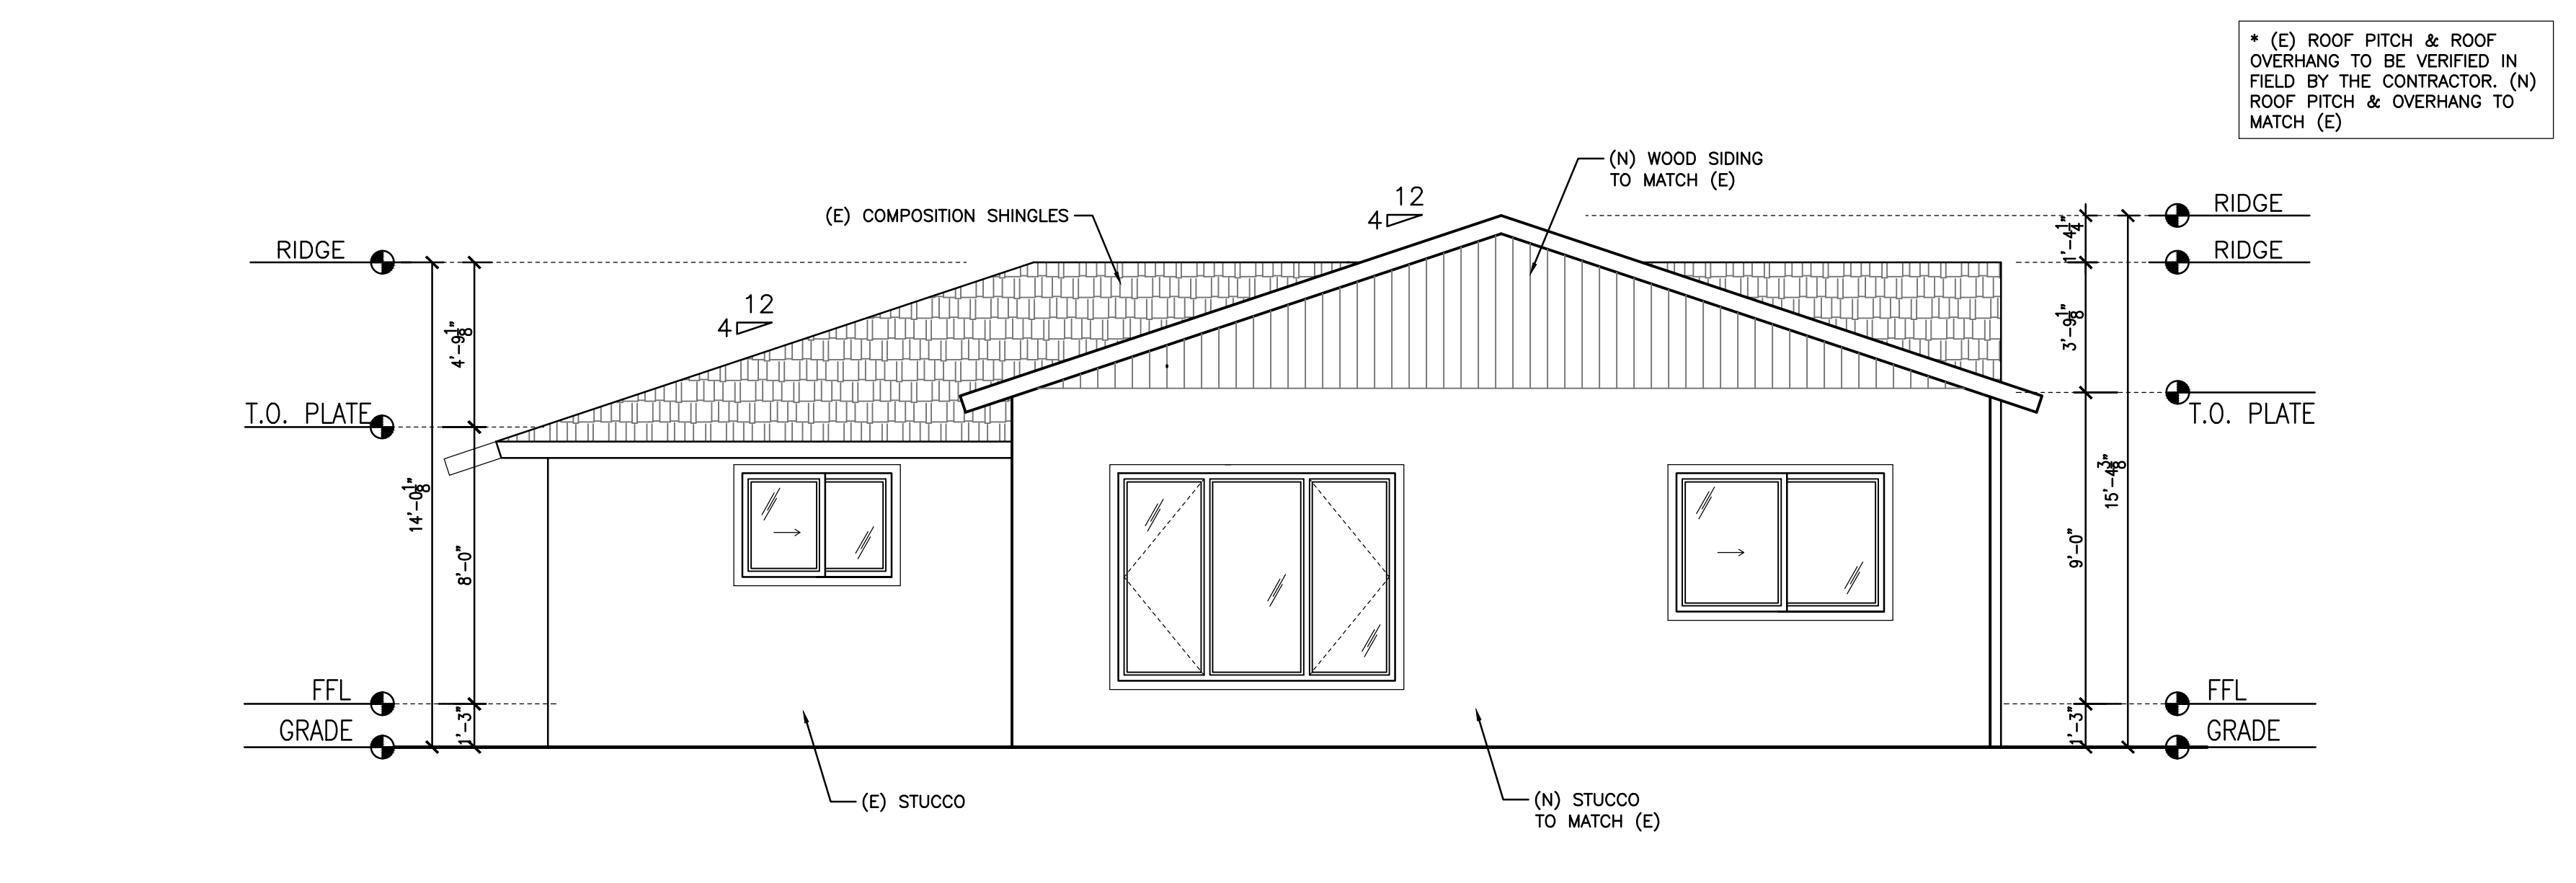 * (E) ROOF PITCH & ROOF
OVERHANG TO BE VERIFIED IN
FIELD BY THE CONTRACTOR. (N)
ROOF PITCH & OVERHANG TO
MATCH (E)
(N) WOOD SIDING
TO MATCH (E)
12
4
(E) COMPOSITION SHINGLES
12
4
RIDGE
T.O. PLATE
FFL
GRADE
4'-9 1/8"
8'-0"
1'-3"
14'-0 1/8"
RIDGE
RIDGE
T.O. PLATE
FFL
GRADE
1'-4 1/4"
3'-9 1/8"
9'-0"
1'-3"
15'-4 3/8"
(E) STUCCO
(N) STUCCO
TO MATCH (E)